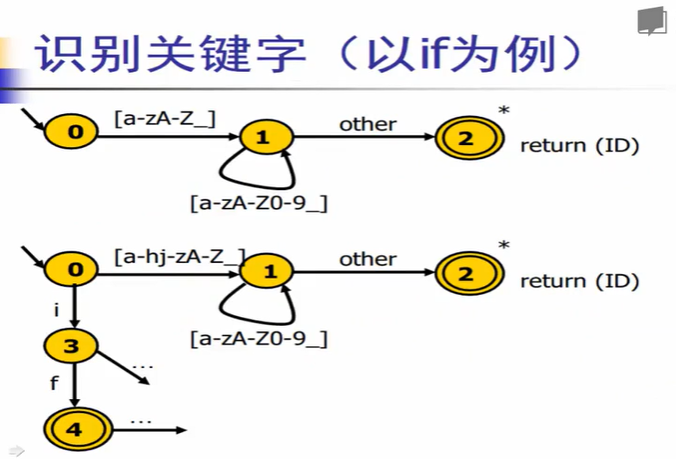 识别关键字（以if为例）
0 [a-zA-Z_] 1 other 2 * return (ID)
[a-zA-Z0-9_]
0 [a-hj-zA-Z_] 1 other 2 * return (ID)
[a-zA-Z0-9_]
i
3 ...
f
4 ...